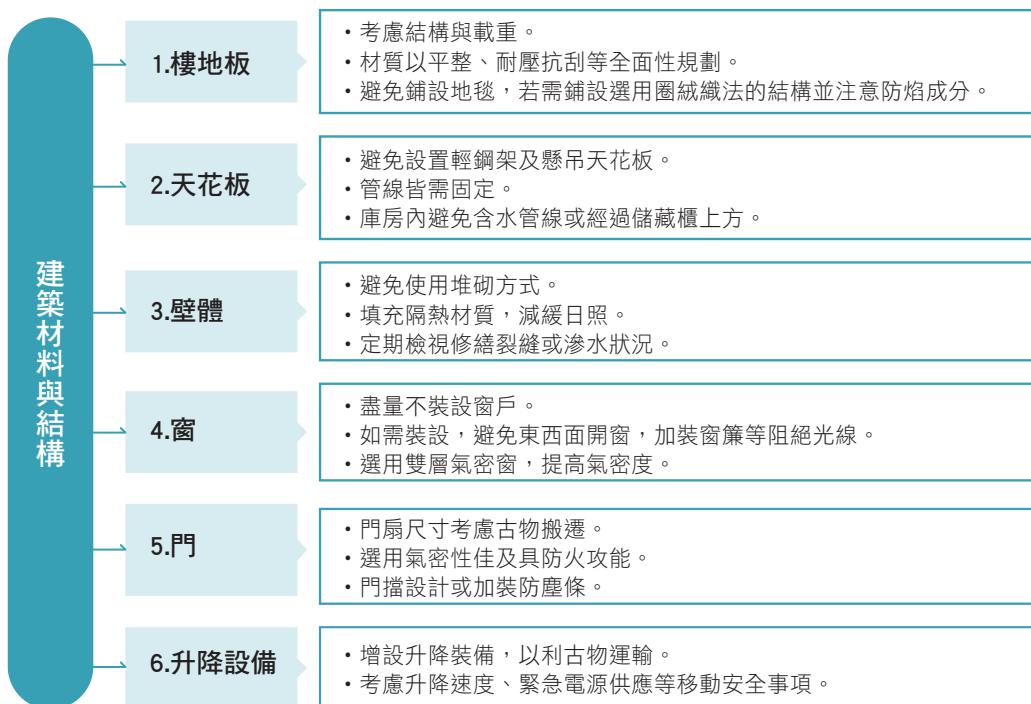 建築材料與結構
1.樓地板
・考慮結構與載重。
・材質以平整、耐壓抗刮等全面性規劃。
・避免鋪設地毯，若需鋪設選用圈絨織法的結構並注意防焰成分。
2.天花板
・避免設置輕鋼架及懸吊天花板。
・管線皆需固定。
・庫房內避免含水管線或經過儲藏櫃上方。
3.壁體
・避免使用堆砌方式。
・填充隔熱材質，減緩日照。
・定期檢視修繕裂縫或滲水狀況。
4.窗
・盡量不裝設窗戶。
・如需裝設，避免東西面開窗，加裝窗簾等阻絕光線。
・選用雙層氣密窗，提高氣密度。
5.門
・門扇尺寸考慮古物搬遷。
・選用氣密性佳及具防火攻能。
・門擋設計或加裝防塵條。
6.升降設備
・增設升降裝備，以利古物運輸。
・考慮升降速度、緊急電源供應等移動安全事項。